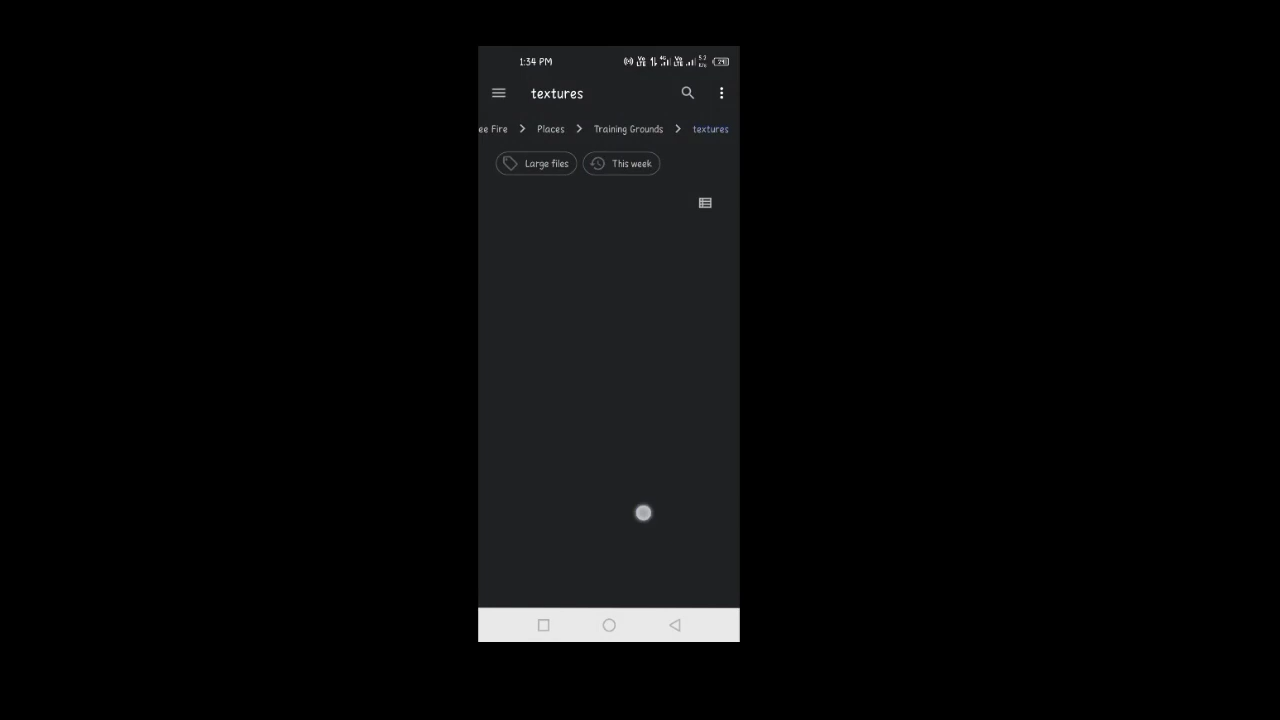 1:34 PM
textures
ee Fire > Places > Training Grounds > textures
Large files This week